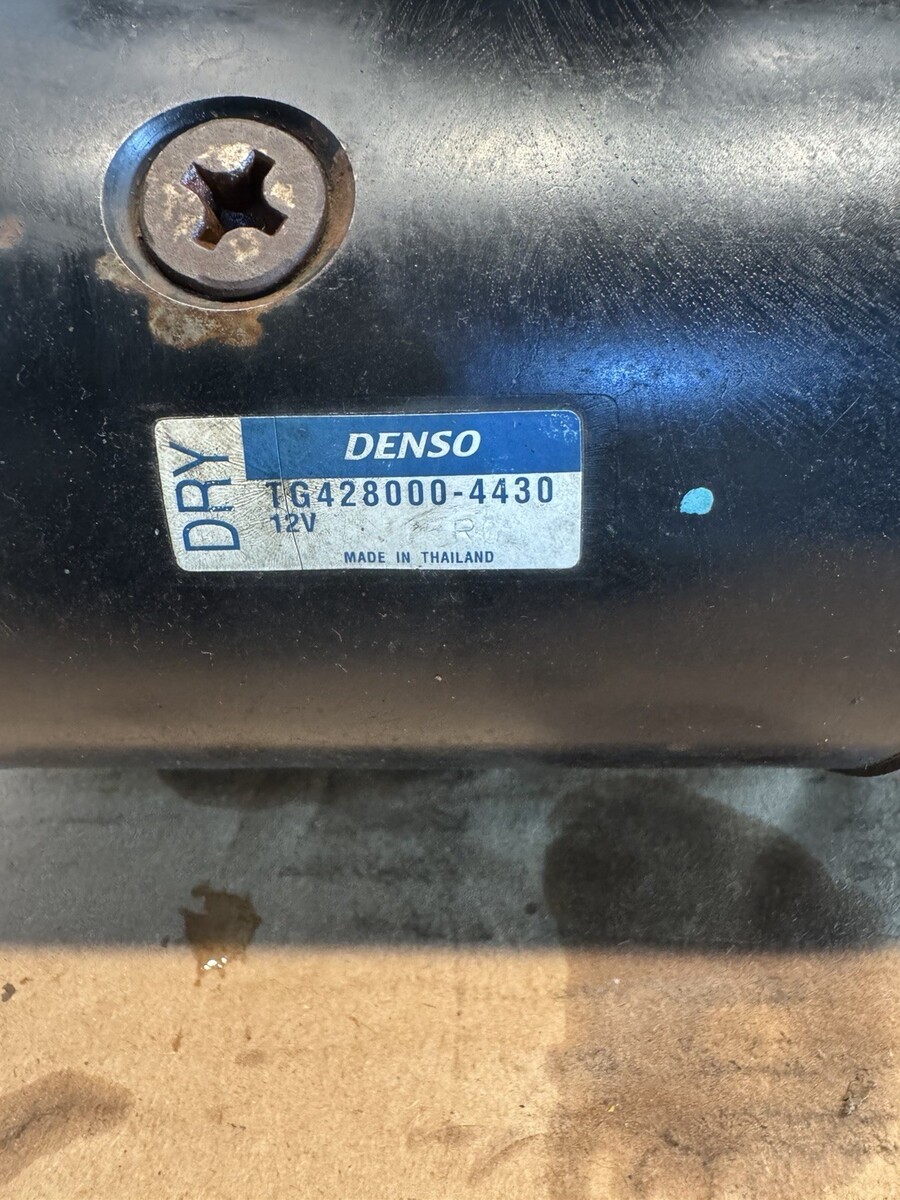 DRY
DENSO
TG428000-4430
12V
MADE IN THAILAND